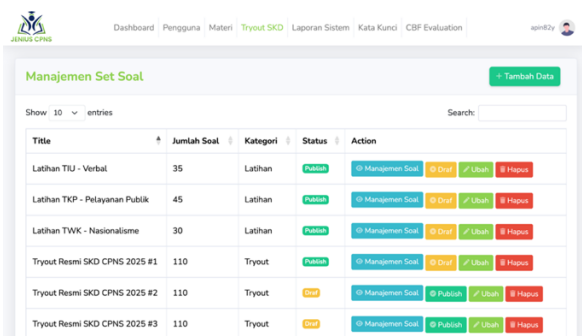 JENIUS CPNS
Dashboard Pengguna Materi Tryout SKD Laporan Sistem Kata Kunci CBF Evaluation apin82y
Manajemen Set Soal + Tambah Data
Show 10 entries Search:
Title Jumlah Soal Kategori Status Action
Latihan TIU - Verbal 35 Latihan Publish Manajemen Soal Draf Ubah Hapus
Latihan TKP - Pelayanan Publik 45 Latihan Publish Manajemen Soal Draf Ubah Hapus
Latihan TWK - Nasionalisme 30 Latihan Publish Manajemen Soal Draf Ubah Hapus
Tryout Resmi SKD CPNS 2025 #1 110 Tryout Publish Manajemen Soal Draf Ubah Hapus
Tryout Resmi SKD CPNS 2025 #2 110 Tryout Draf Manajemen Soal Publish Ubah Hapus
Tryout Resmi SKD CPNS 2025 #3 110 Tryout Draf Manajemen Soal Publish Ubah Hapus